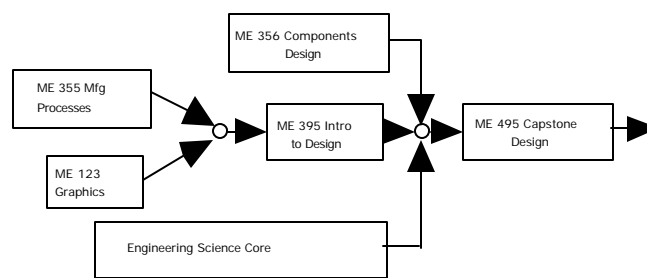 ME 356 Components
Design
ME 355 Mfg
Processes
ME 395 Intro
to Design
ME 495 Capstone
Design
ME 123
Graphics
Engineering Science Core